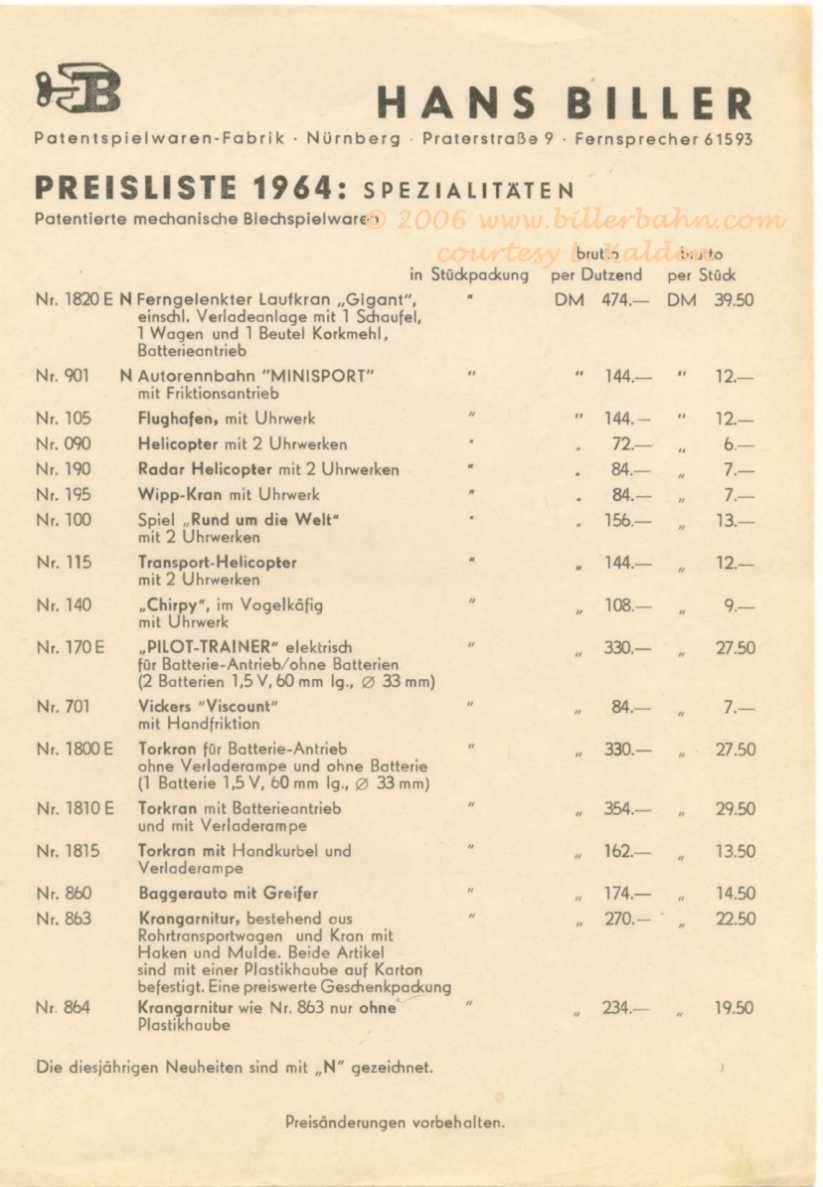 B
HANS BILLER
Patentspielwaren-Fabrik · Nürnberg · Praterstraße 9 · Fernsprecher 61593
PREISLISTE 1964: SPEZIALITÄTEN
Patentierte mechanische Blechspielwaren
© 2006 www.billerbahn.com
courtesy L Kalden
brutto brutto
in Stückpackung per Dutzend per Stück
Nr. 1820 E N Ferngelenkter Laufkran „Gigant", " DM 474.— DM 39.50
einschl. Verladeanlage mit 1 Schaufel,
1 Wagen und 1 Beutel Korkmehl,
Batterieantrieb
Nr. 901 N Autorennbahn "MINISPORT" " " 144.— " 12.—
mit Friktionsantrieb
Nr. 105 Flughafen, mit Uhrwerk " " 144.— " 12.—
Nr. 090 Helicopter mit 2 Uhrwerken " „ 72.— „ 6.—
Nr. 190 Radar Helicopter mit 2 Uhrwerken " „ 84.— „ 7.—
Nr. 195 Wipp-Kran mit Uhrwerk " „ 84.— „ 7.—
Nr. 100 Spiel „Rund um die Welt" " „ 156.— „ 13.—
mit 2 Uhrwerken
Nr. 115 Transport-Helicopter " „ 144.— „ 12.—
mit 2 Uhrwerken
Nr. 140 „Chirpy", im Vogelkäfig " „ 108.— „ 9.—
mit Uhrwerk
Nr. 170 E „PILOT-TRAINER" elektrisch " „ 330.— „ 27.50
für Batterie-Antrieb/ohne Batterien
(2 Batterien 1,5 V, 60 mm lg., ∅ 33 mm)
Nr. 701 Vickers "Viscount" " „ 84.— „ 7.—
mit Handfriktion
Nr. 1800 E Torkran für Batterie-Antrieb " „ 330.— „ 27.50
ohne Verladerampe und ohne Batterie
(1 Batterie 1,5 V, 60 mm lg., ∅ 33 mm)
Nr. 1810 E Torkran mit Batterieantrieb " „ 354.— „ 29.50
und mit Verladerampe
Nr. 1815 Torkran mit Handkurbel und " „ 162.— „ 13.50
Verladerampe
Nr. 860 Baggerauto mit Greifer " „ 174.— „ 14.50
Nr. 863 Krangarnitur, bestehend aus " „ 270.— „ 22.50
Rohrtransportwagen und Kran mit
Haken und Mulde. Beide Artikel
sind mit einer Plastikhaube auf Karton
befestigt. Eine preiswerte Geschenkpackung
Nr. 864 Krangarnitur wie Nr. 863 nur ohne " „ 234.— „ 19.50
Plastikhaube
Die diesjährigen Neuheiten sind mit „N" gezeichnet.
Preisänderungen vorbehalten.